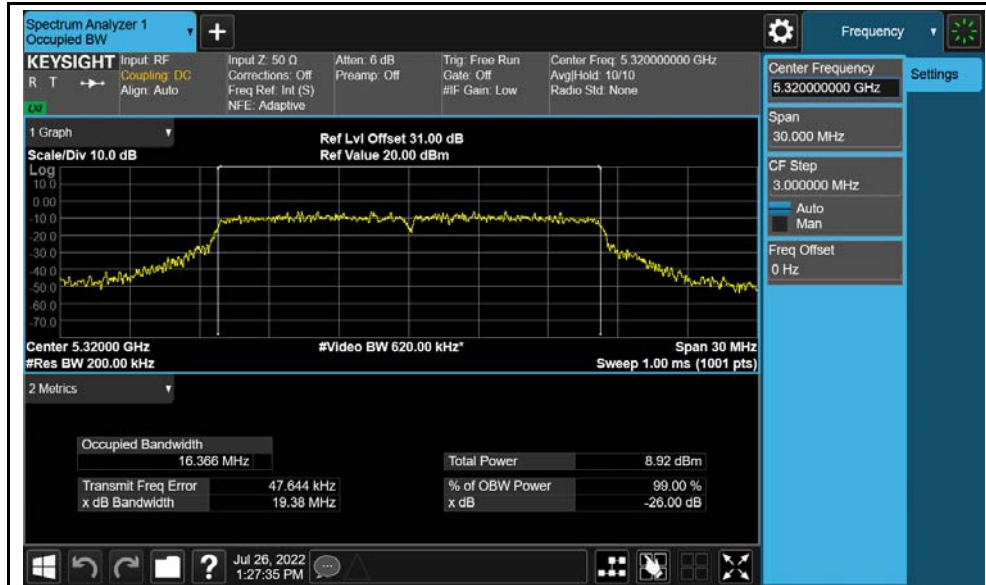 Spectrum Analyzer 1
Occupied BW
+
Frequency
KEYSIGHT
R T
LXI
Input: RF
Coupling: DC
Align: Auto
Input Z: 50 Ω
Corrections: Off
Freq Ref: Int (S)
NFE: Adaptive
Atten: 6 dB
Preamp: Off
Trig: Free Run
Gate: Off
#IF Gain: Low
Center Freq: 5.320000000 GHz
Avg|Hold: 10/10
Radio Std: None
Center Frequency
5.320000000 GHz
Settings
Span
30.000 MHz
CF Step
3.000000 MHz
Auto
Man
Freq Offset
0 Hz
1 Graph
Scale/Div 10.0 dB
Ref Lvl Offset 31.00 dB
Ref Value 20.00 dBm
Log
10.0
0.00
-10.0
-20.0
-30.0
-40.0
-50.0
-60.0
-70.0
Center 5.32000 GHz
#Video BW 620.00 kHz*
Span 30 MHz
#Res BW 200.00 kHz
Sweep 1.00 ms (1001 pts)
2 Metrics
Occupied Bandwidth
16.366 MHz
Total Power 8.92 dBm
Transmit Freq Error 47.644 kHz
% of OBW Power 99.00 %
x dB Bandwidth 19.38 MHz
x dB -26.00 dB
?
Jul 26, 2022
1:27:35 PM